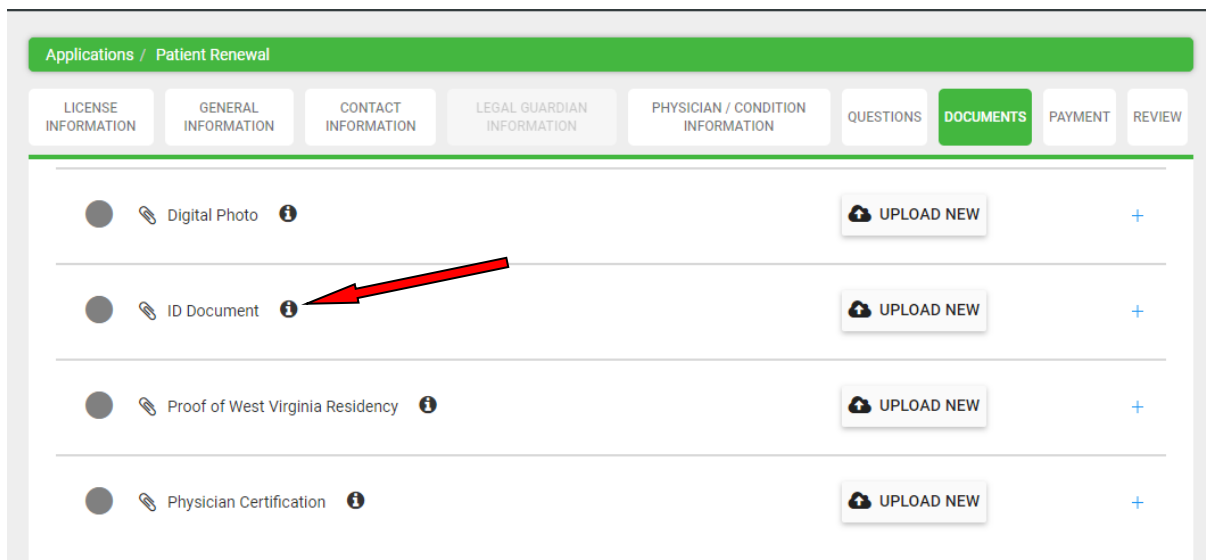 Applications / Patient Renewal
LICENSE INFORMATION
GENERAL INFORMATION
CONTACT INFORMATION
LEGAL GUARDIAN INFORMATION
PHYSICIAN / CONDITION INFORMATION
QUESTIONS
DOCUMENTS
PAYMENT
REVIEW
Digital Photo UPLOAD NEW +
ID Document UPLOAD NEW +
Proof of West Virginia Residency UPLOAD NEW +
Physician Certification UPLOAD NEW +